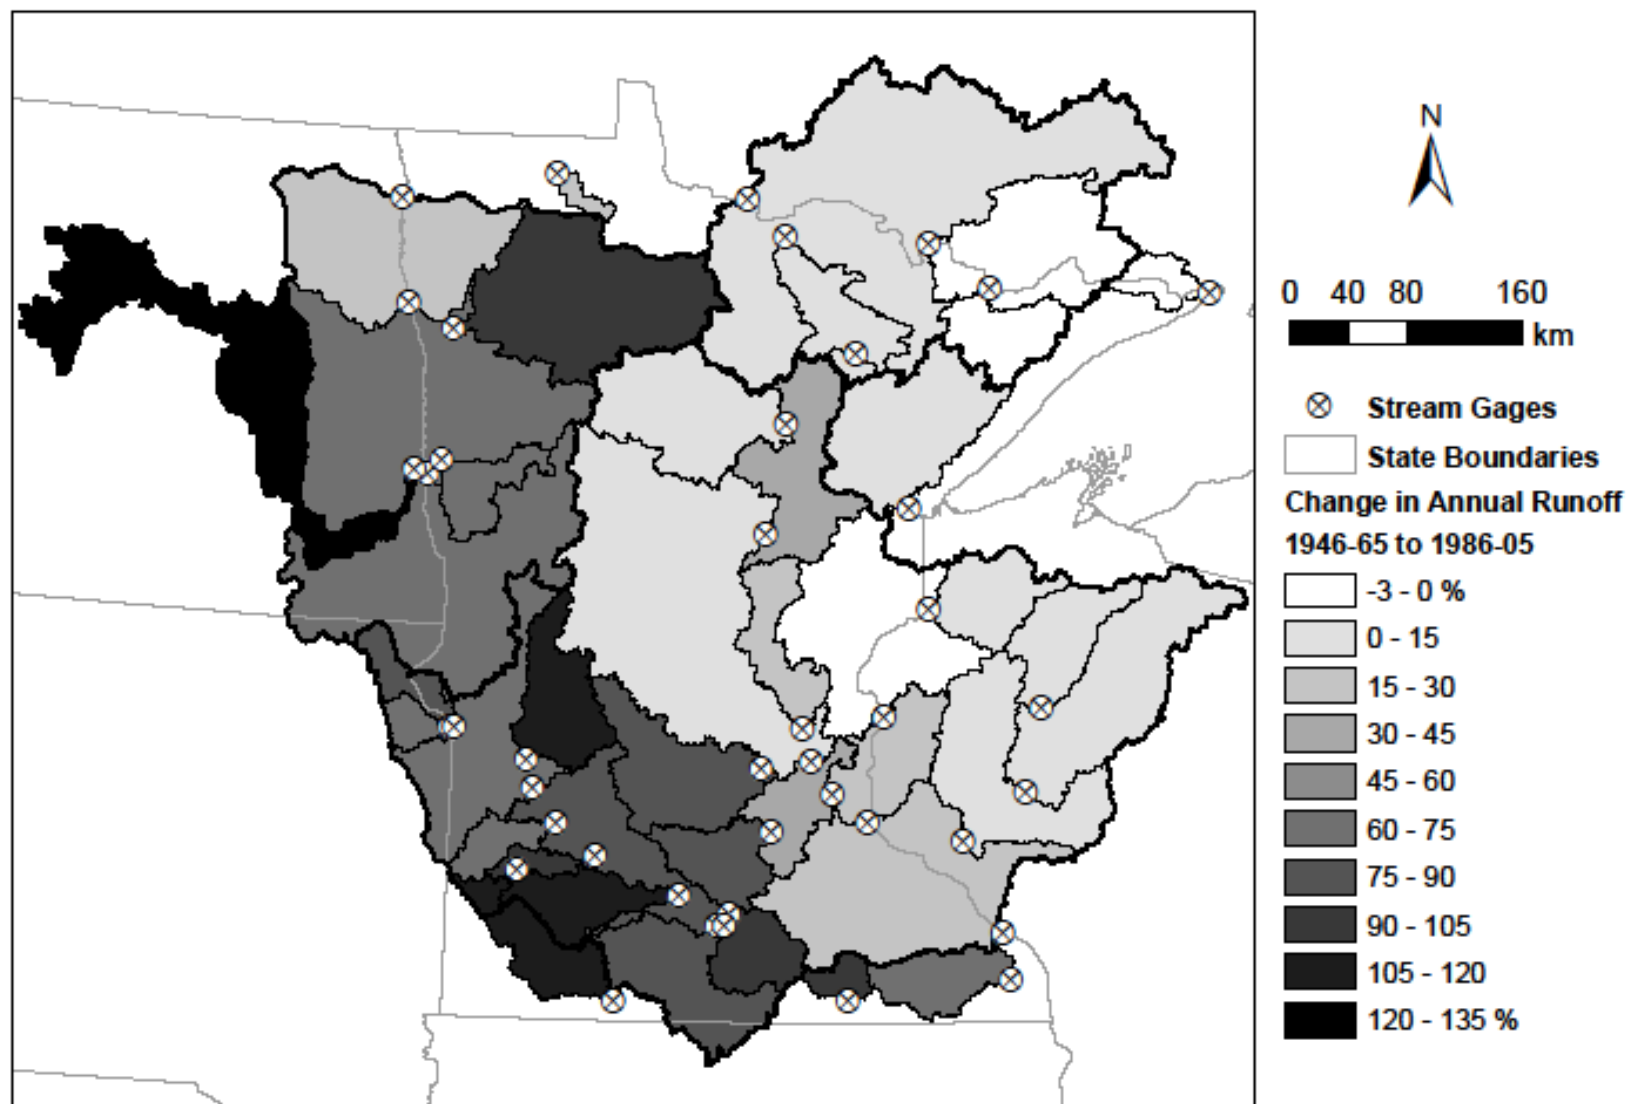 N
0 40 80 160
km
Stream Gages
State Boundaries
Change in Annual Runoff
1946-65 to 1986-05
-3 - 0 %
0 - 15
15 - 30
30 - 45
45 - 60
60 - 75
75 - 90
90 - 105
105 - 120
120 - 135 %